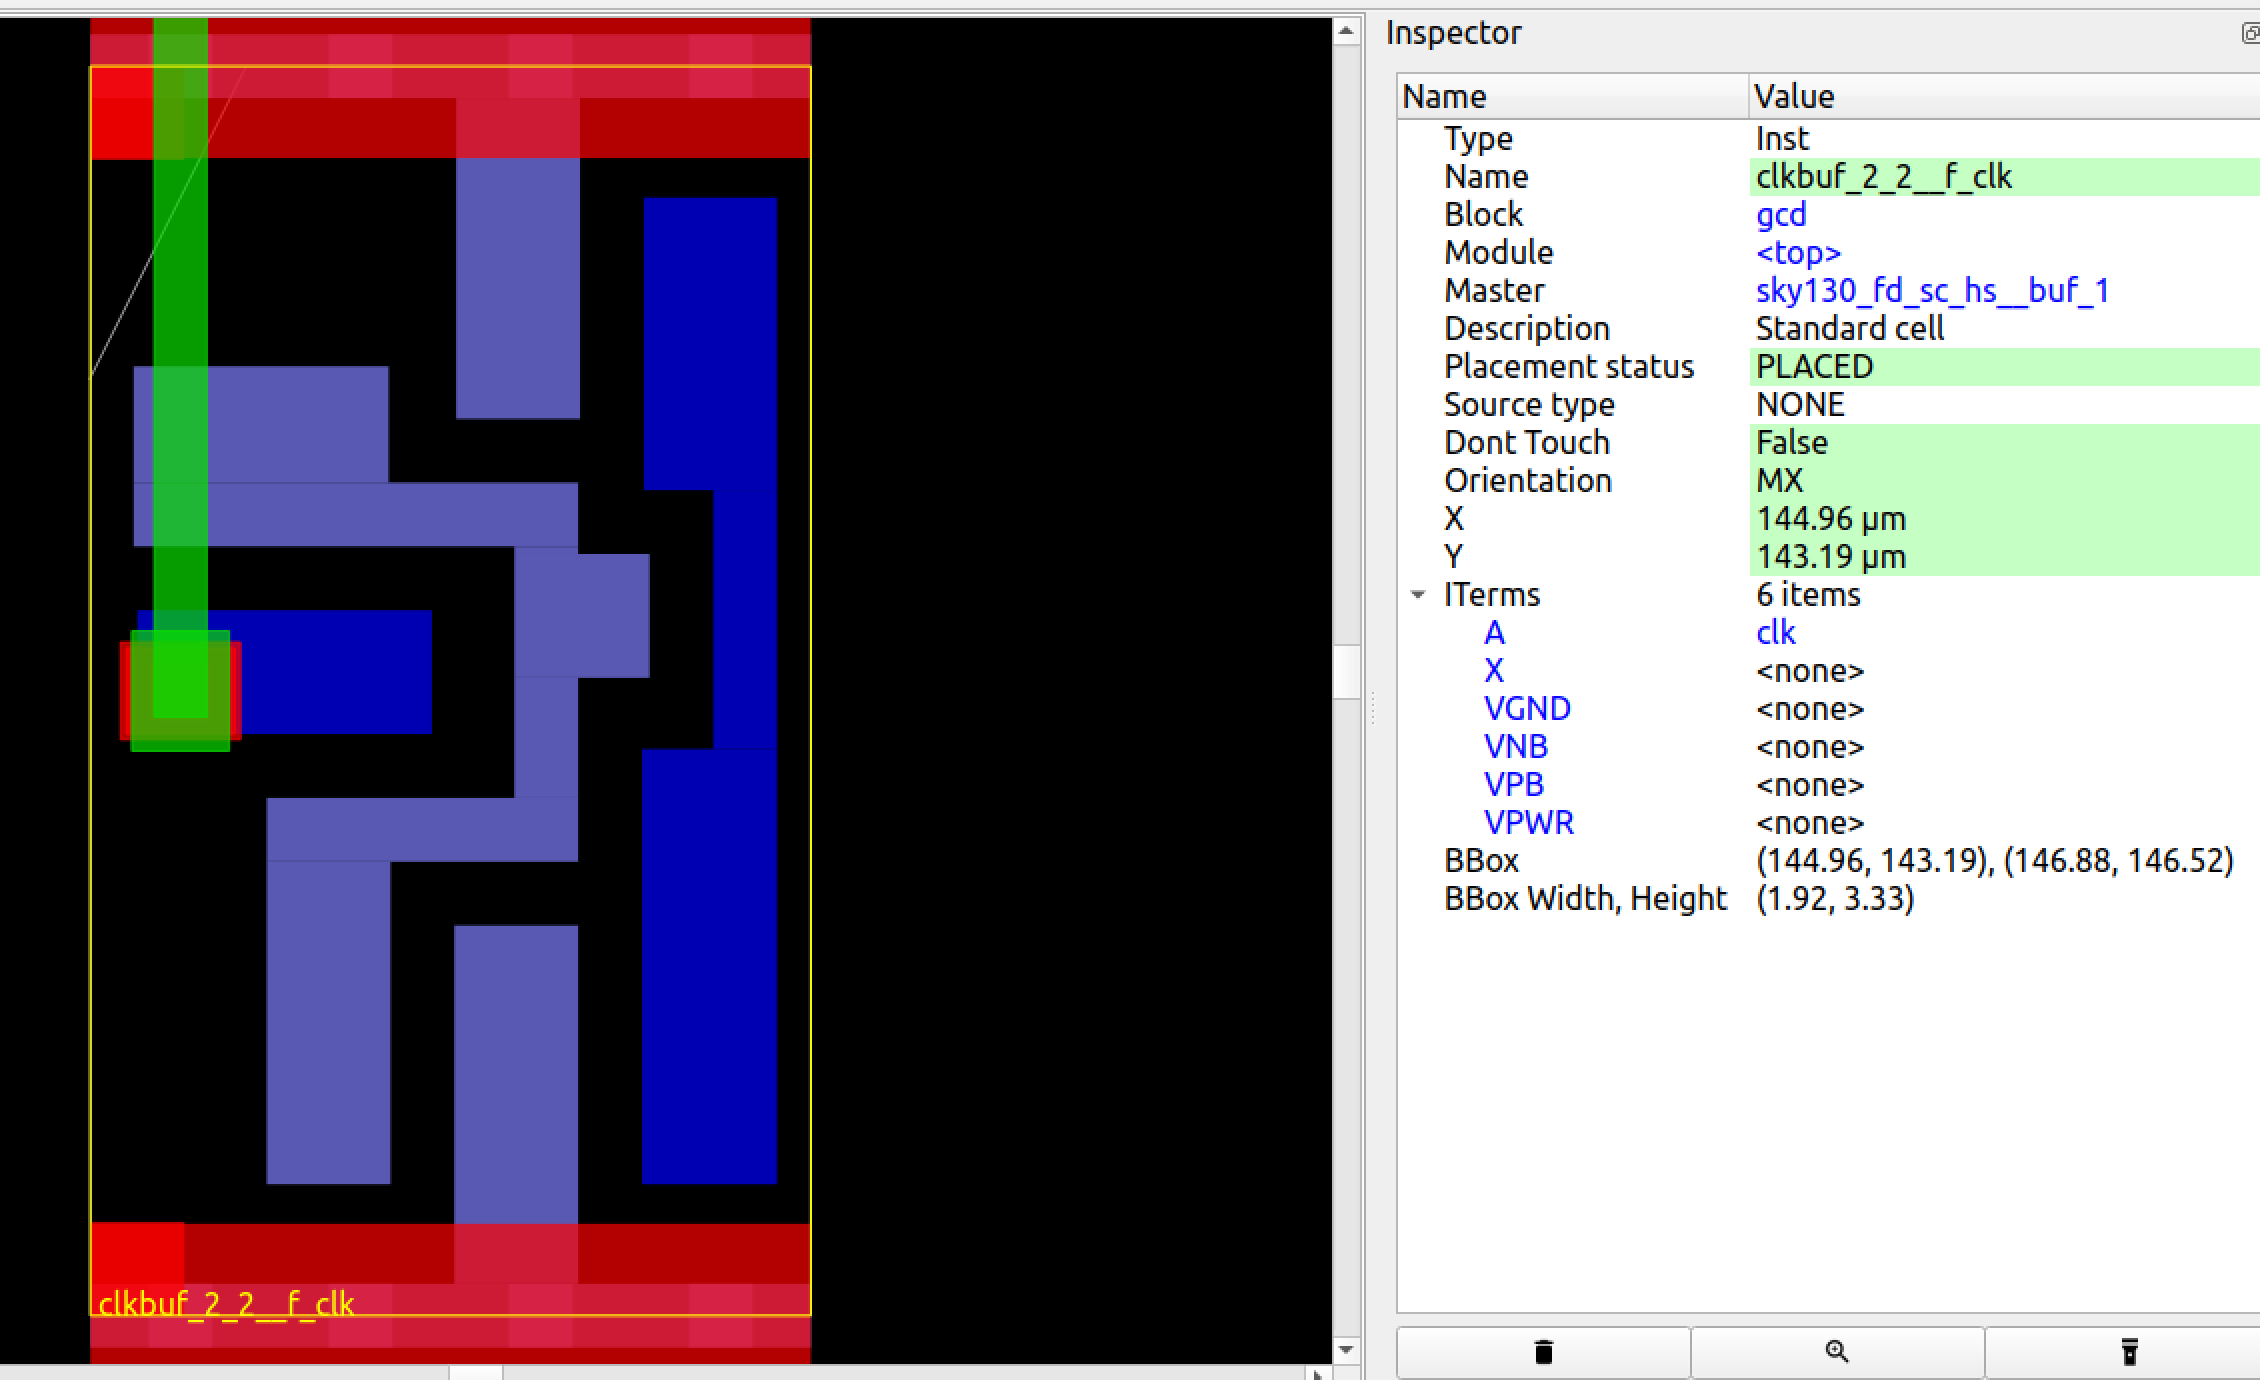 Inspector
Name Value
Type Inst
Name clkbuf_2_2__f_clk
Block gcd
Module <top>
Master sky130_fd_sc_hs__buf_1
Description Standard cell
Placement status PLACED
Source type NONE
Dont Touch False
Orientation MX
X 144.96 μm
Y 143.19 μm
ITerms 6 items
A clk
X <none>
VGND <none>
VNB <none>
VPB <none>
VPWR <none>
BBox (144.96, 143.19), (146.88, 146.52)
BBox Width, Height (1.92, 3.33)
clkbuf_2_2__f_clk